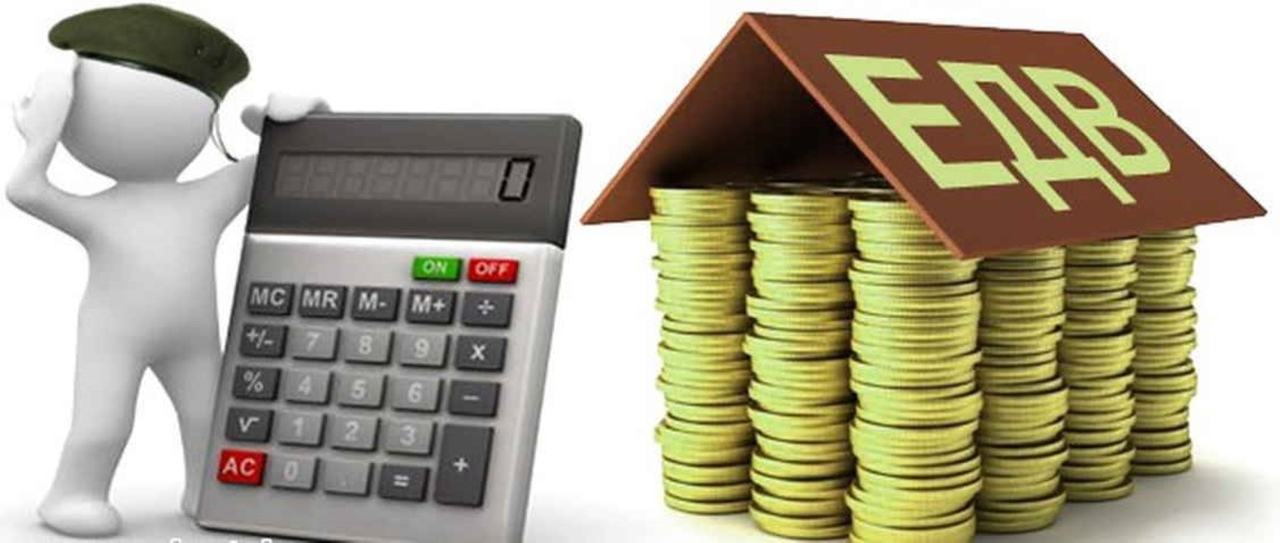 0
ON OFF
MC MR M- M+ ÷
+/- 7 8 9 x
% 4 5 6 −
√ 1 2 3
AC 0 . = +
ЕДВ